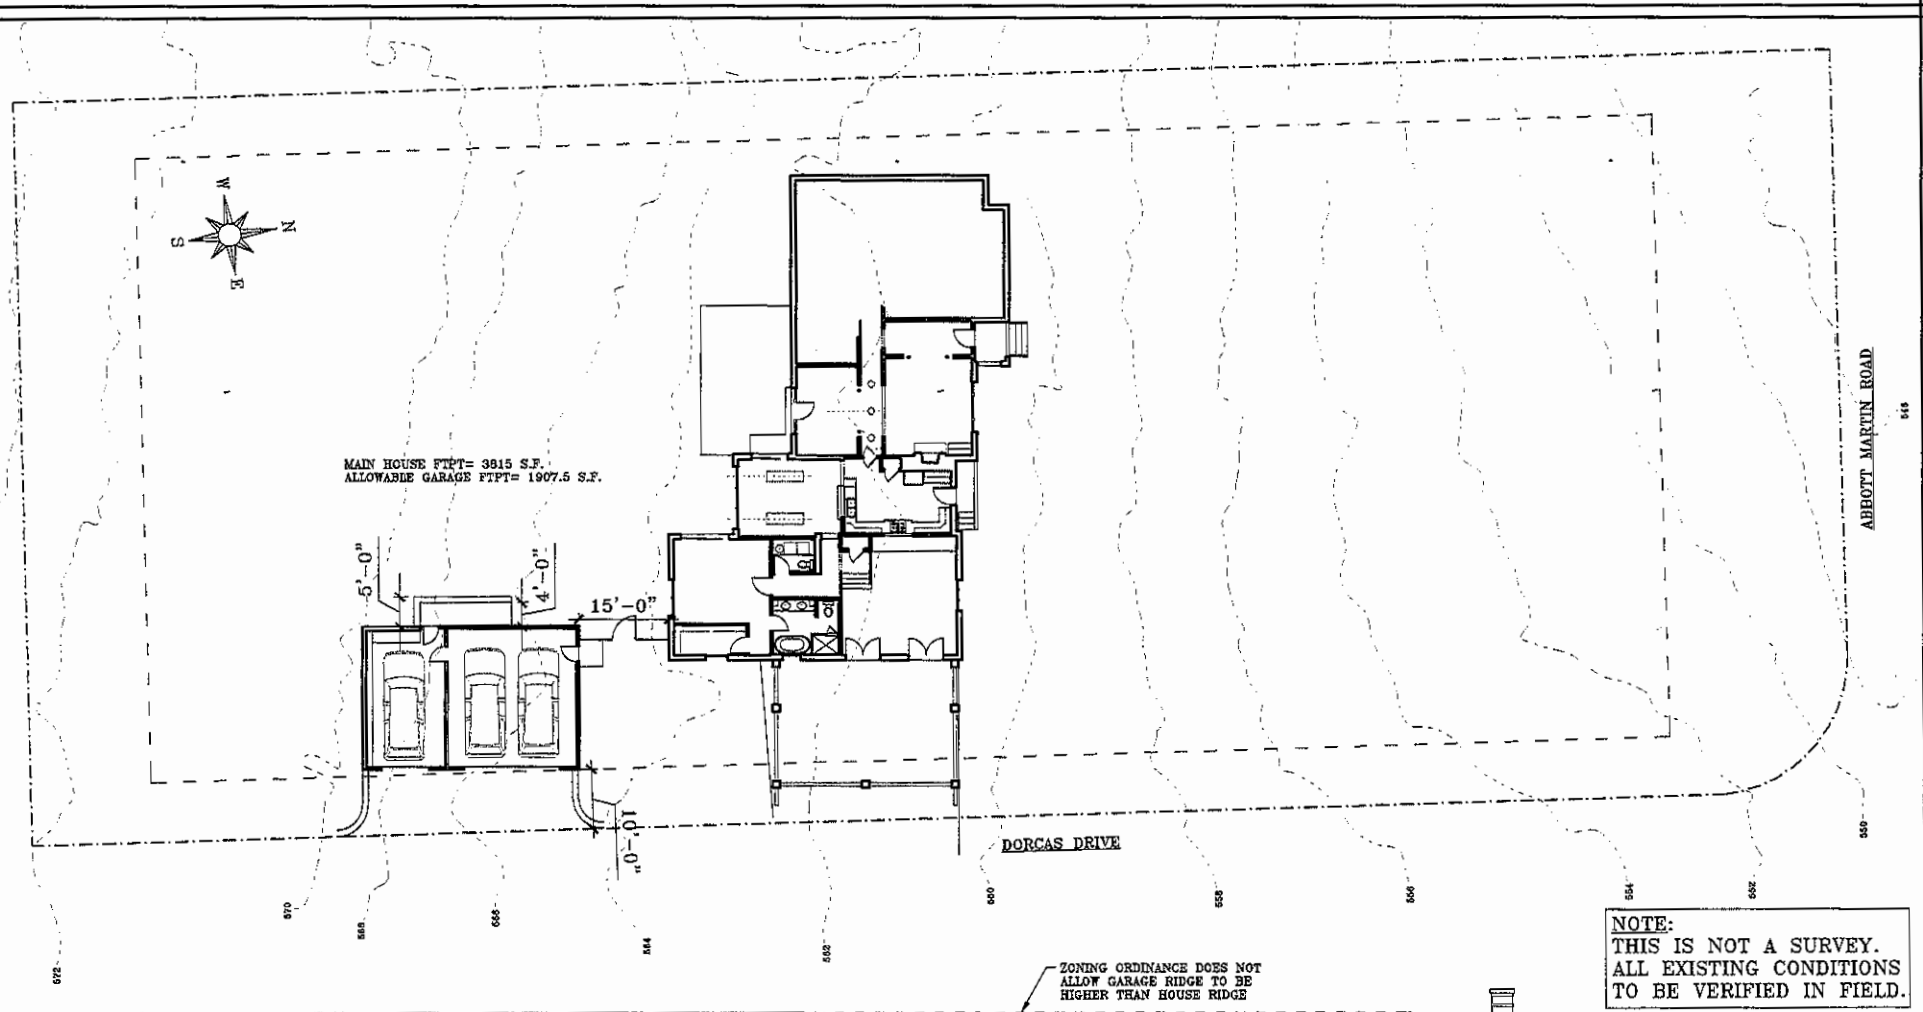 W
N
S
E
MAIN HOUSE FTPT= 3815 S.F.
ALLOWABLE GARAGE FTPT= 1907.5 S.F.
5'-0"
4'-0"
15'-0"
10'-0"
ABBOTT MARTIN ROAD
DORCAS DRIVE
572
570
568
566
564
562
560
558
556
554
552
550
ZONING ORDINANCE DOES NOT
ALLOW GARAGE RIDGE TO BE
HIGHER THAN HOUSE RIDGE
NOTE:
THIS IS NOT A SURVEY.
ALL EXISTING CONDITIONS
TO BE VERIFIED IN FIELD.